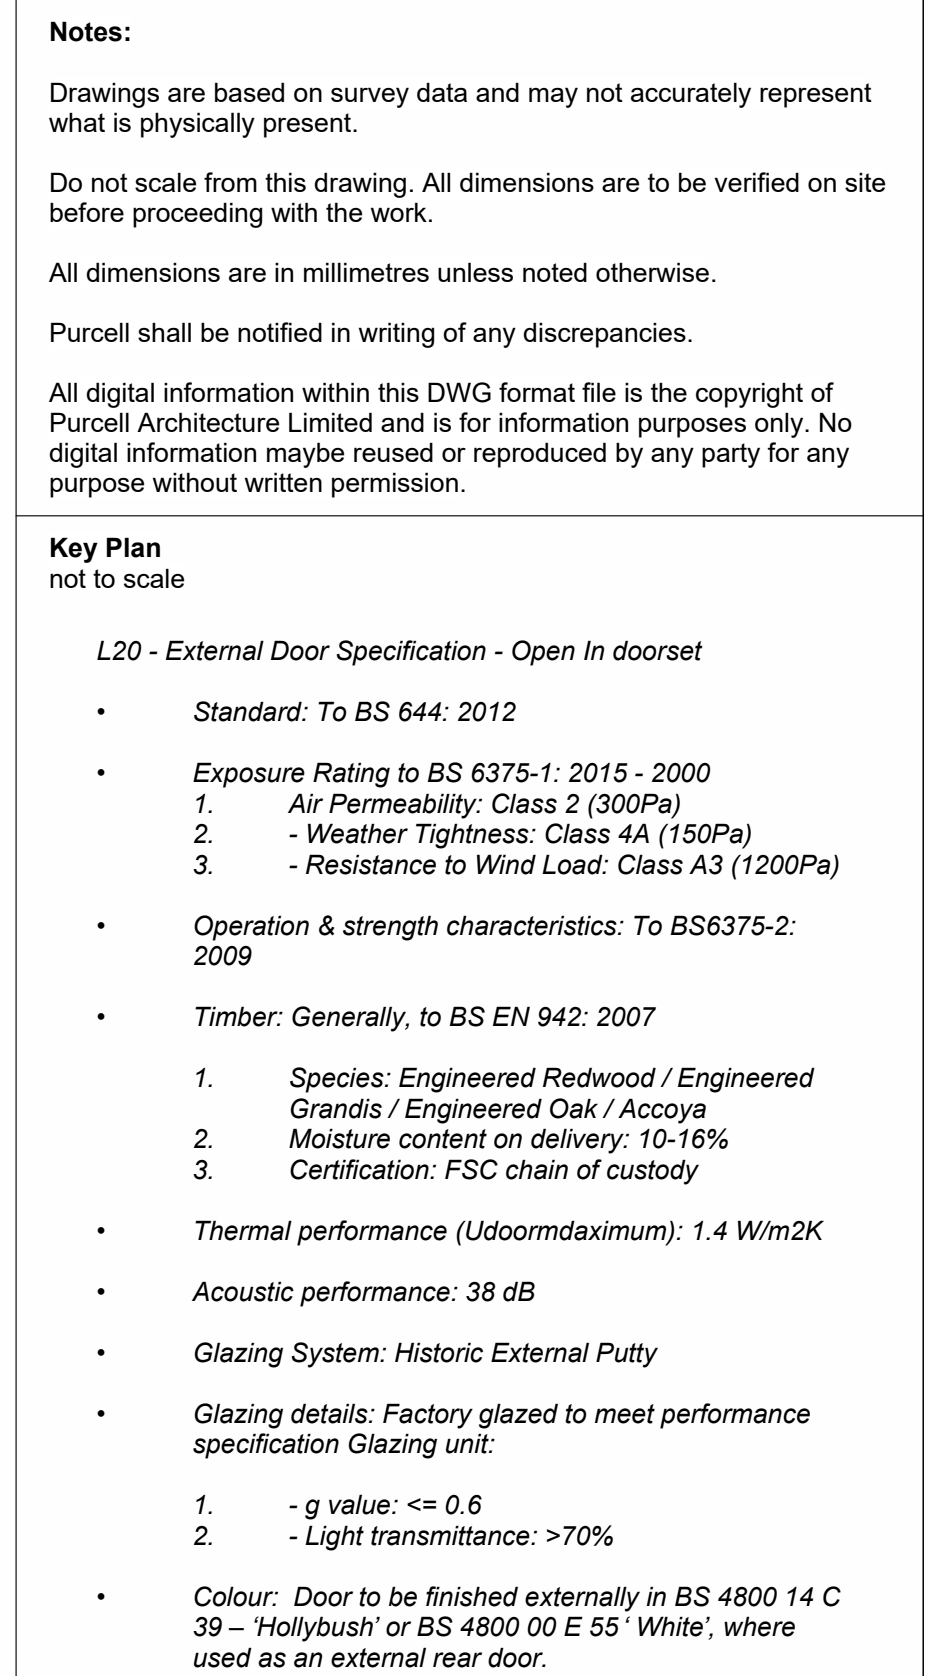 Notes:
Drawings are based on survey data and may not accurately represent
what is physically present.
Do not scale from this drawing. All dimensions are to be verified on site
before proceeding with the work.
All dimensions are in millimetres unless noted otherwise.
Purcell shall be notified in writing of any discrepancies.
All digital information within this DWG format file is the copyright of
Purcell Architecture Limited and is for information purposes only. No
digital information maybe reused or reproduced by any party for any
purpose without written permission.
Key Plan
not to scale
L20 - External Door Specification - Open In doorset
• Standard: To BS 644: 2012
• Exposure Rating to BS 6375-1: 2015 - 2000
1. Air Permeability: Class 2 (300Pa)
2. - Weather Tightness: Class 4A (150Pa)
3. - Resistance to Wind Load: Class A3 (1200Pa)
• Operation & strength characteristics: To BS6375-2:
2009
• Timber: Generally, to BS EN 942: 2007
1. Species: Engineered Redwood / Engineered
Grandis / Engineered Oak / Accoya
2. Moisture content on delivery: 10-16%
3. Certification: FSC chain of custody
• Thermal performance (Udoormdaximum): 1.4 W/m2K
• Acoustic performance: 38 dB
• Glazing System: Historic External Putty
• Glazing details: Factory glazed to meet performance
specification Glazing unit:
1. - g value: <= 0.6
2. - Light transmittance: >70%
• Colour: Door to be finished externally in BS 4800 14 C
39 – ‘Hollybush’ or BS 4800 00 E 55 ‘ White’, where
used as an external rear door.